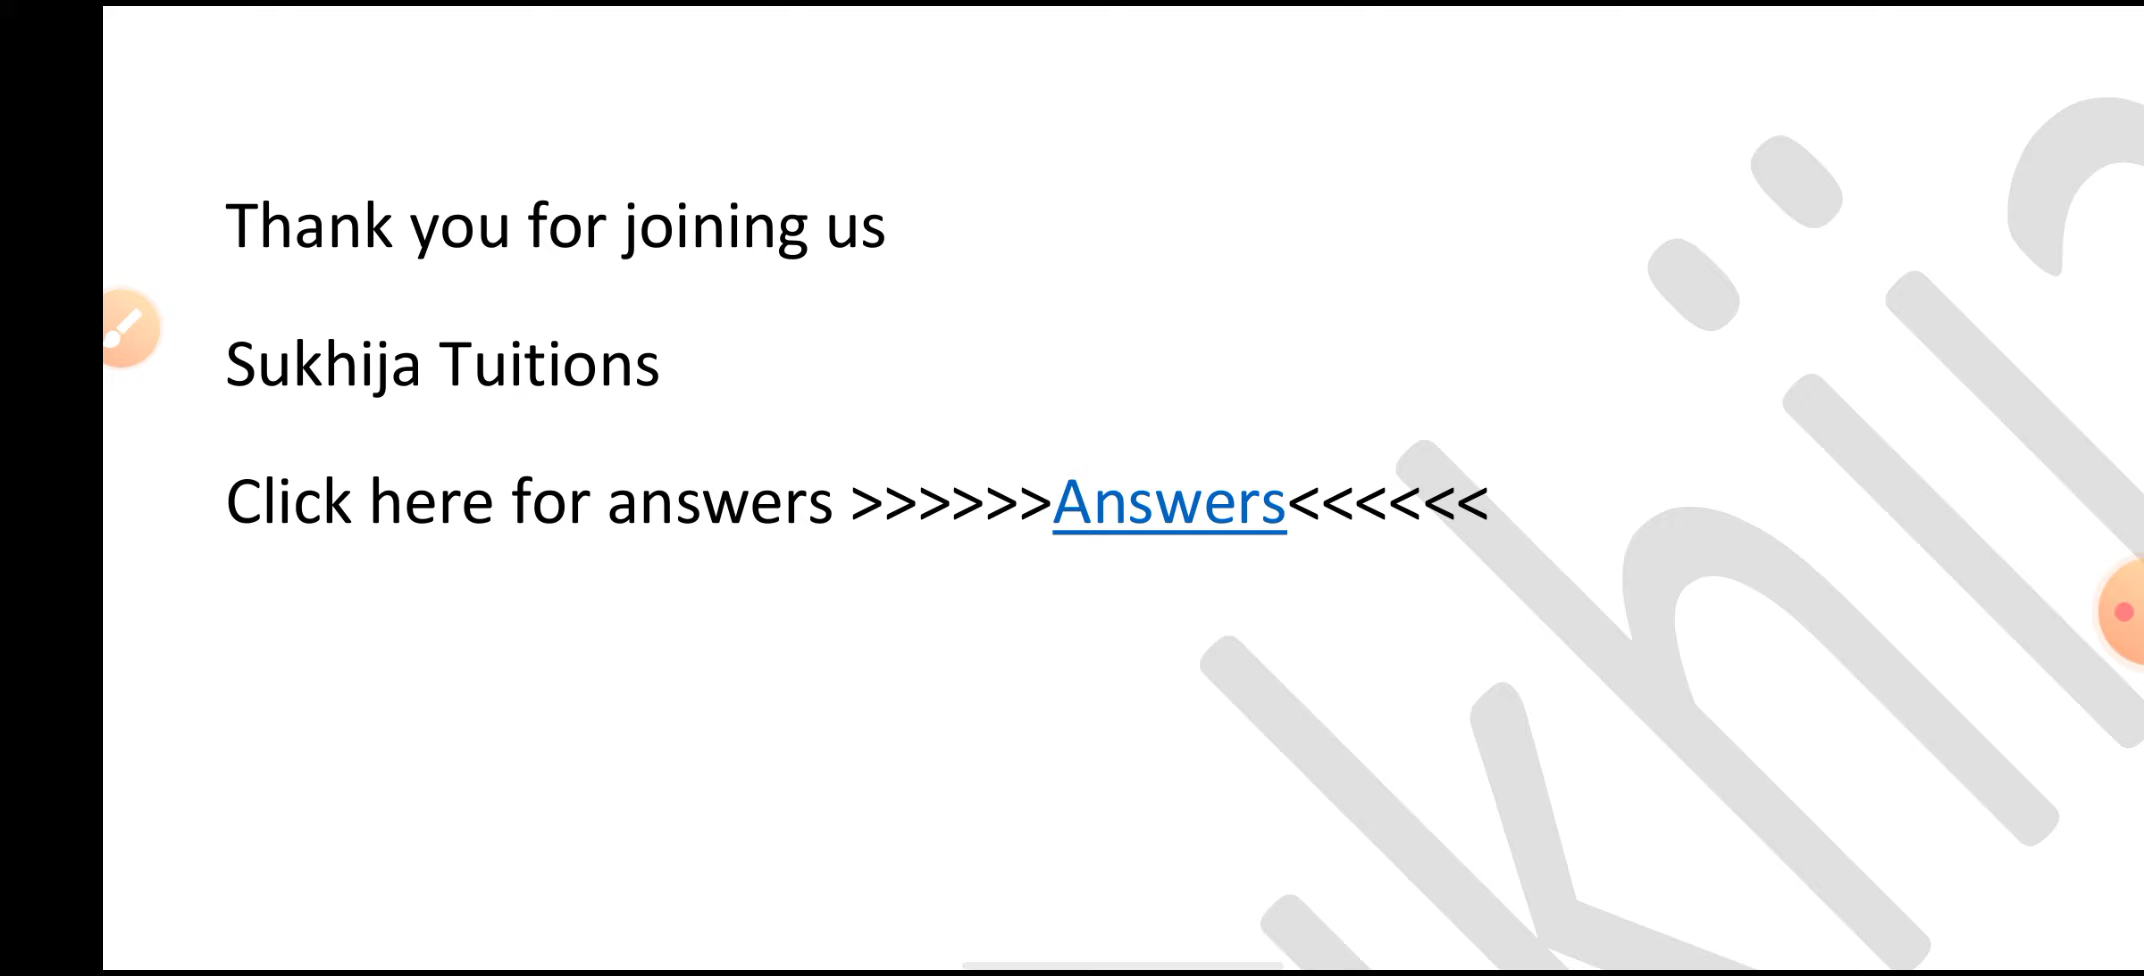 Thank you for joining us
Sukhija Tuitions
Click here for answers >>>>>>Answers<<<<<<